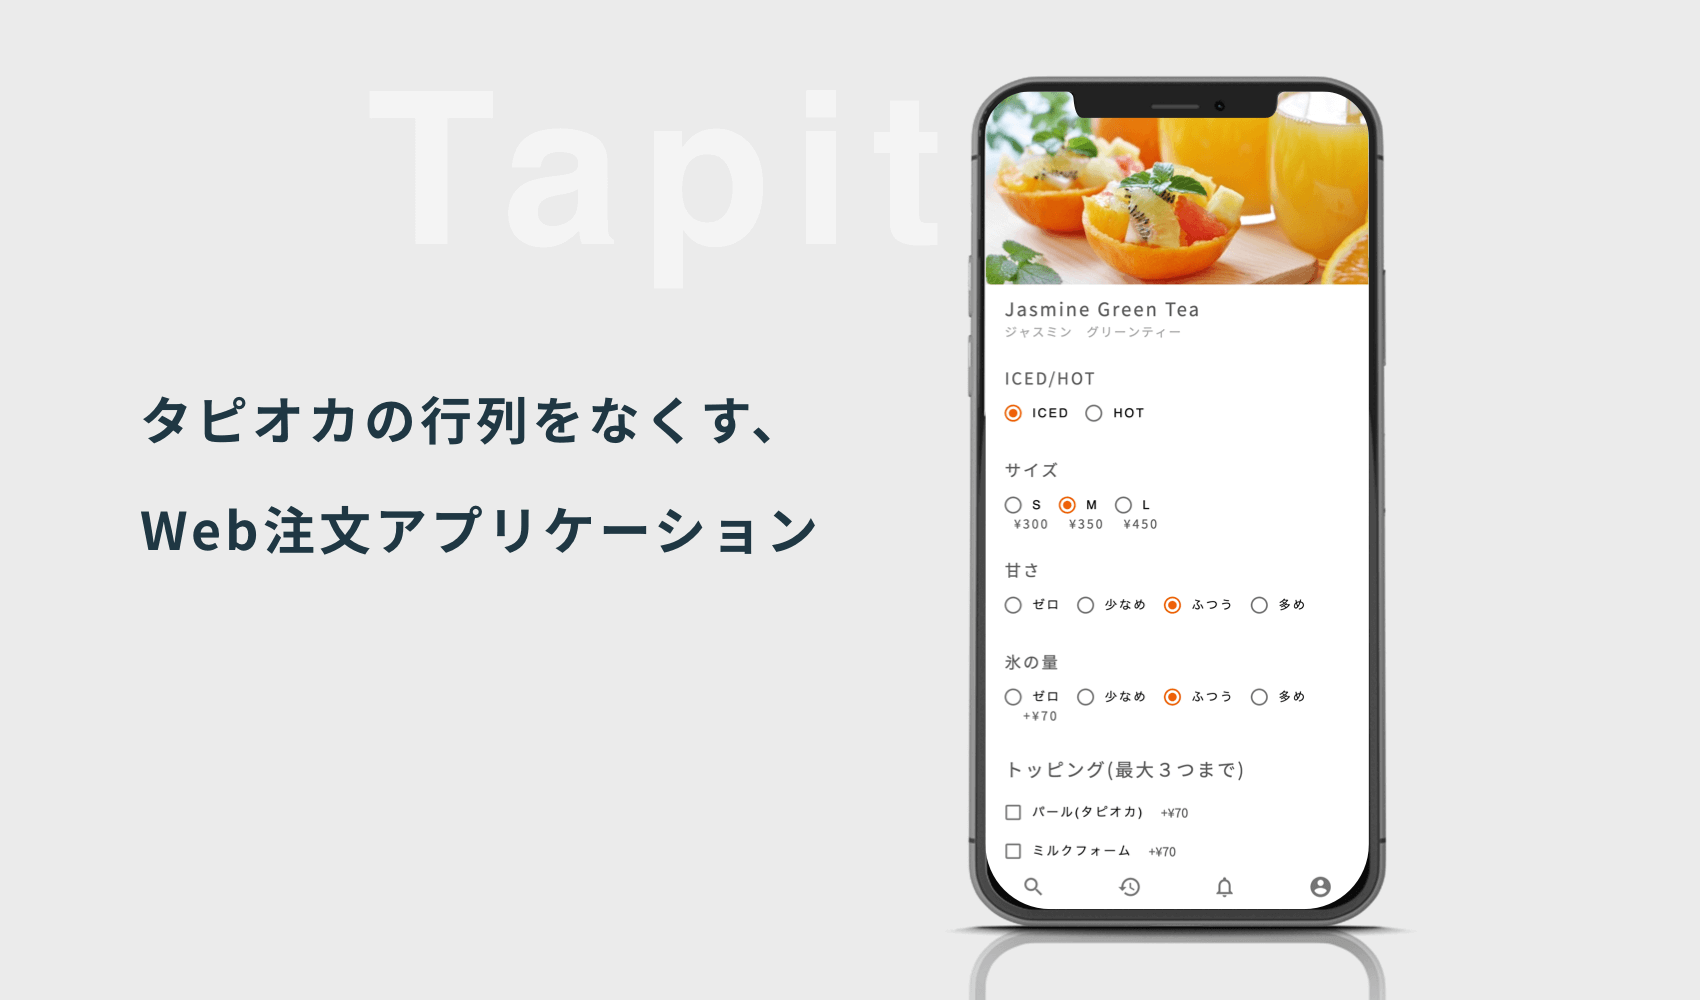 Tapit
タピオカの行列をなくす、
Web注文アプリケーション
Jasmine Green Tea
ジャスミン　グリーンティー
ICED/HOT
ICED HOT
サイズ
S M L
¥300 ¥350 ¥450
甘さ
ゼロ 少なめ ふつう 多め
氷の量
ゼロ 少なめ ふつう 多め
+¥70
トッピング(最大３つまで)
パール(タピオカ) +¥70
ミルクフォーム +¥70